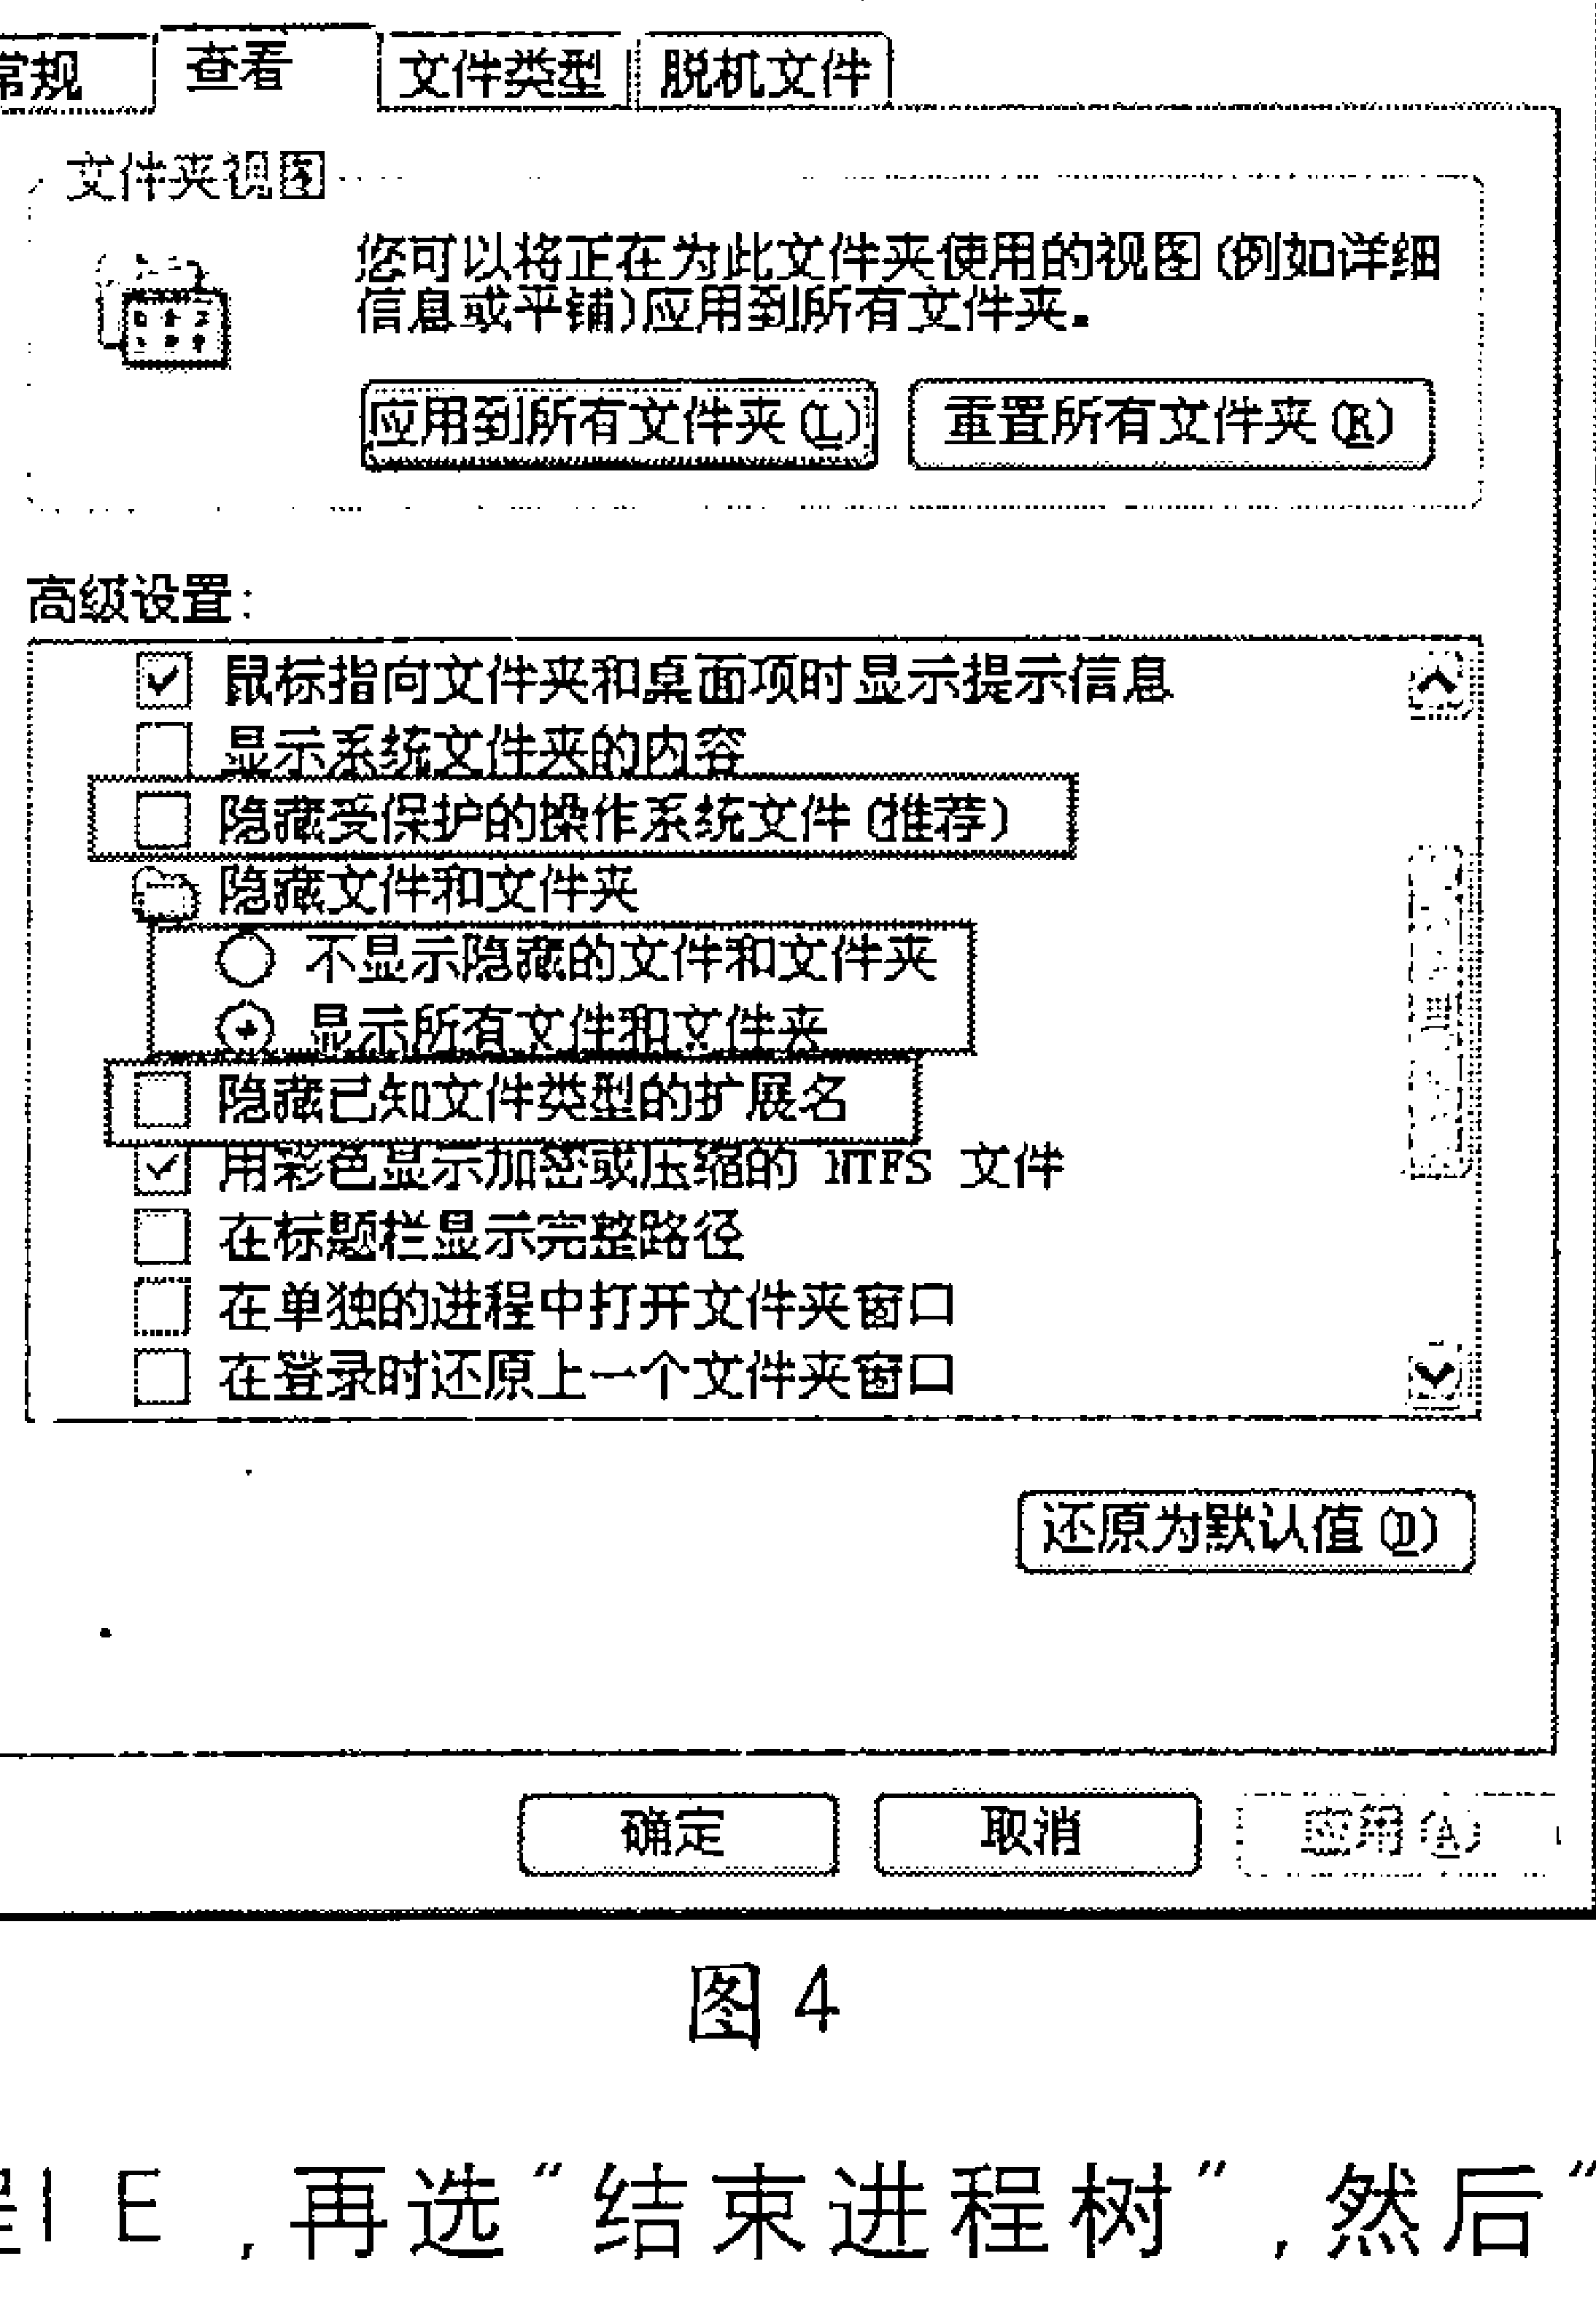 常规 查看 文件类型 脱机文件
文件夹视图
您可以将正在为此文件夹使用的视图(例如详细
信息或平铺)应用到所有文件夹。
应用到所有文件夹(L) 重置所有文件夹(R)
高级设置:
鼠标指向文件夹和桌面项时显示提示信息
显示系统文件夹的内容
隐藏受保护的操作系统文件(推荐)
隐藏文件和文件夹
不显示隐藏的文件和文件夹
显示所有文件和文件夹
隐藏已知文件类型的扩展名
用彩色显示加密或压缩的 NTFS 文件
在标题栏显示完整路径
在单独的进程中打开文件夹窗口
在登录时还原上一个文件夹窗口
还原为默认值(D)
确定 取消 应用(A)
图 4
程IE,再选“结束进程树”,然后“